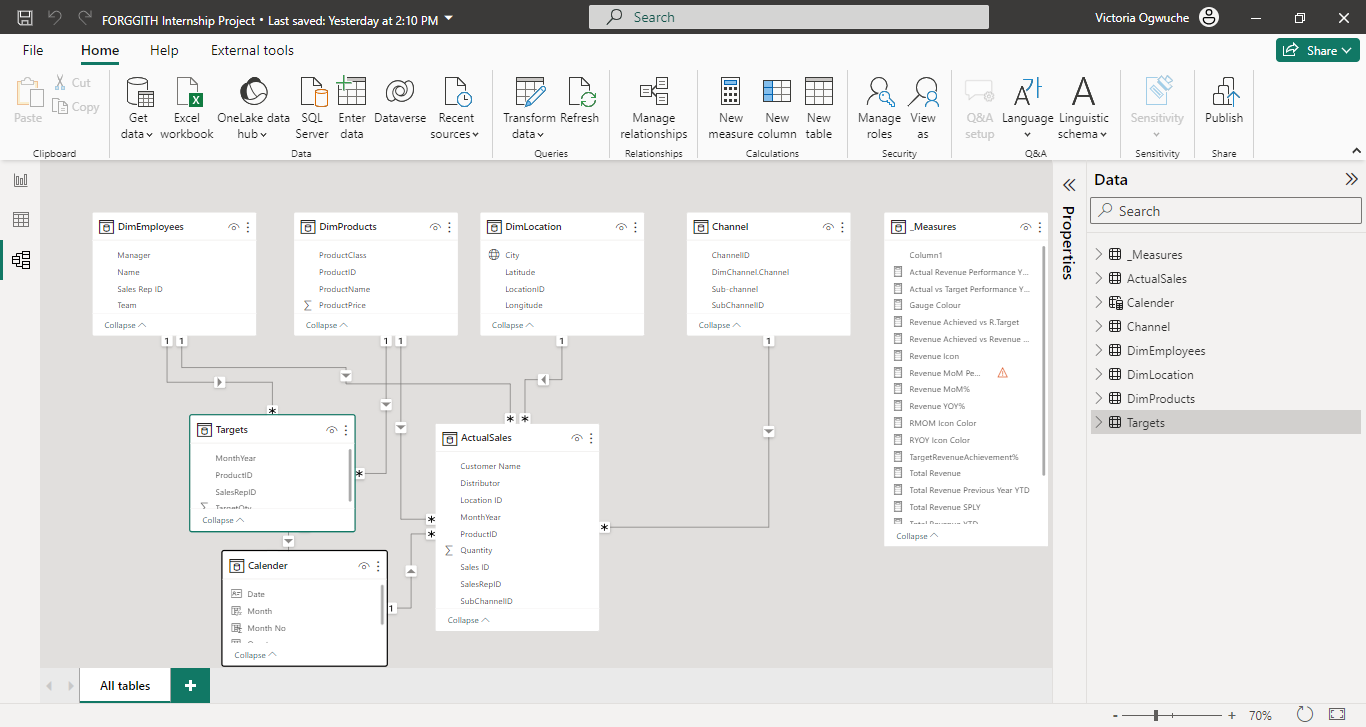 FORGGITH Internship Project • Last saved: Yesterday at 2:10 PM
Search
Victoria Ogwuche
File
Home
Help
External tools
Share
Paste
Cut
Copy
Get data
Excel workbook
OneLake data hub
SQL Server
Enter data
Dataverse
Recent sources
Transform data
Refresh
Manage relationships
New measure
New column
New table
Manage roles
View as
Q&A setup
Language
Linguistic schema
Sensitivity
Publish
Clipboard
Data
Queries
Relationships
Calculations
Security
Q&A
Sensitivity
Share
DimEmployees
Manager
Name
Sales Rep ID
Team
Collapse
DimProducts
ProductClass
ProductID
ProductName
ProductPrice
Collapse
DimLocation
City
Latitude
LocationID
Longitude
Collapse
Channel
ChannelID
DimChannel.Channel
Sub-channel
SubChannelID
Collapse
_Measures
Column1
Actual Revenue Performance Y...
Actual vs Target Performance Y...
Gauge Colour
Revenue Achieved vs R.Target
Revenue Achieved vs Revenue ...
Revenue Icon
Revenue MoM Pe...
Revenue MoM%
Revenue YOY%
RMOM Icon Color
RYOY Icon Color
TargetRevenueAchievement%
Total Revenue
Total Revenue Previous Year YTD
Total Revenue SPLY
Total Revenue YTD
Collapse
1
1
1
1
1
1
*
*
*
*
*
*
*
1
Targets
MonthYear
ProductID
SalesRepID
TargetQty
Collapse
ActualSales
Customer Name
Distributor
Location ID
MonthYear
ProductID
Quantity
Sales ID
SalesRepID
SubChannelID
Collapse
Calender
Date
Month
Month No
Collapse
Properties
Data
Search
_Measures
ActualSales
Calender
Channel
DimEmployees
DimLocation
DimProducts
Targets
All tables
70%